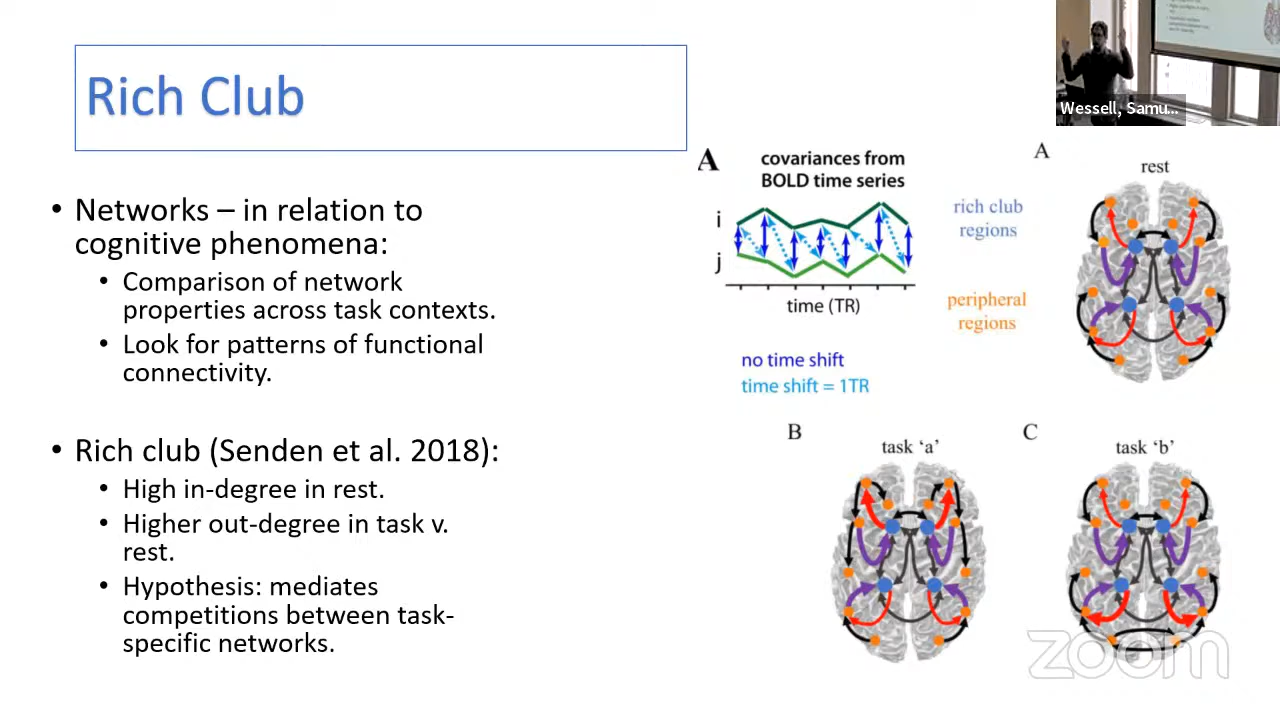 Rich Club
Wessell, Samu...
• Networks – in relation to
cognitive phenomena:
• Comparison of network
properties across task contexts.
• Look for patterns of functional
connectivity.
• Rich club (Senden et al. 2018):
• High in-degree in rest.
• Higher out-degree in task v.
rest.
• Hypothesis: mediates
competitions between task-
specific networks.
A
covariances from
BOLD time series
i
j
time (TR)
no time shift
time shift = 1TR
rich club
regions
peripheral
regions
A
rest
B
task ‘a’
C
task ‘b’
zoom